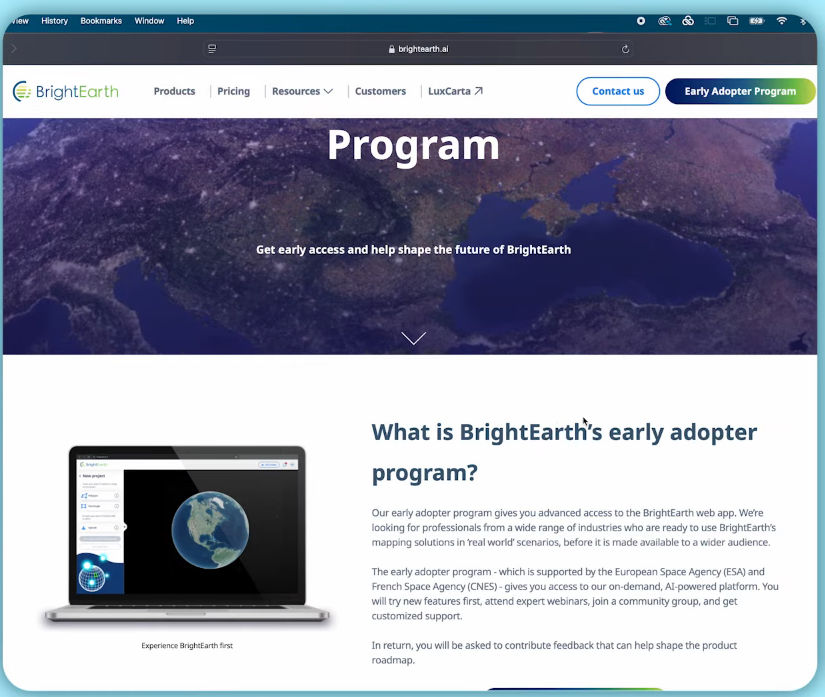 View History Bookmarks Window Help
brightearth.ai
BrightEarth Products Pricing Resources Customers LuxCarta Contact us Early Adopter Program
Program
Get early access and help shape the future of BrightEarth
What is BrightEarth's early adopter
program?
Our early adopter program gives you advanced access to the BrightEarth web app. We're
looking for professionals from a wide range of industries who are ready to use BrightEarth's
mapping solutions in 'real world' scenarios, before it is made available to a wider audience.
The early adopter program - which is supported by the European Space Agency (ESA) and
French Space Agency (CNES) - gives you access to our on-demand, AI-powered platform. You
will try new features first, attend expert webinars, join a community group, and get
customized support.
In return, you will be asked to contribute feedback that can help shape the product
roadmap.
BrightEarth
New project
Experience BrightEarth first